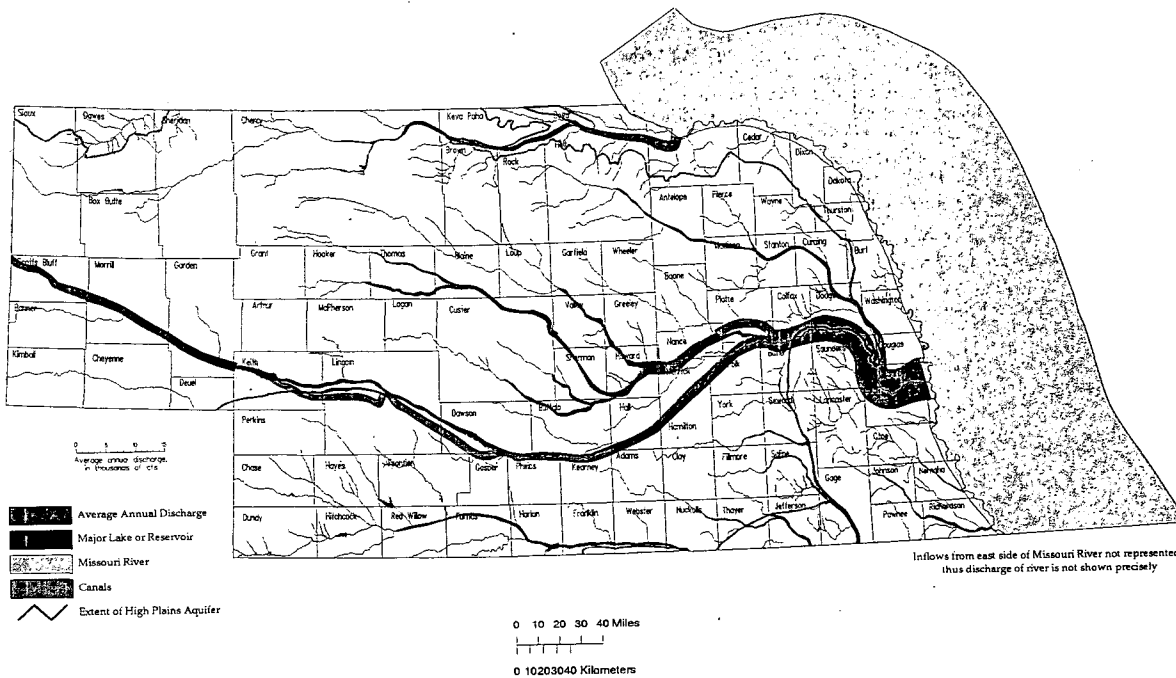 Sioux
Dawes
Sheridan
Cherry
Keya Paha
Boyd
Brown
Rock
Holt
Cedar
Dixon
Dakota
Box Butte
Antelope
Pierce
Wayne
Thurston
Scotts Bluff
Morrill
Garden
Grant
Hooker
Thomas
Blaine
Loup
Garfield
Wheeler
Madison
Stanton
Cuming
Burt
Boone
Banner
Arthur
McPherson
Logan
Custer
Valley
Greeley
Platte
Colfax
Dodge
Washington
Kimball
Cheyenne
Deuel
Keith
Lincoln
Sherman
Howard
Nance
Merrick
Polk
Butler
Saunders
Douglas
Perkins
Dawson
Buffalo
Hall
Hamilton
York
Seward
Lancaster
Chase
Hayes
Frontier
Gosper
Phelps
Kearney
Adams
Clay
Fillmore
Saline
Gage
Otoe
Johnson
Nemaha
Dundy
Hitchcock
Red Willow
Furnas
Harlan
Franklin
Webster
Nuckolls
Thayer
Jefferson
Pawnee
Richardson
0 5 10 15
Average annual discharge,
in thousands of cfs
Average Annual Discharge
Major Lake or Reservoir
Missouri River
Canals
Extent of High Plains Aquifer
Inflows from east side of Missouri River not represented
thus discharge of river is not shown precisely
0 10 20 30 40 Miles
0 10203040 Kilometers